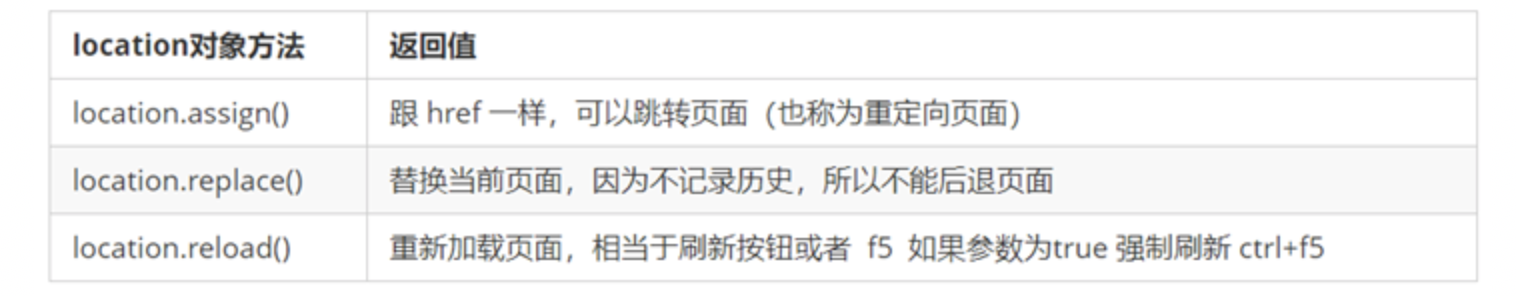 location对象方法 返回值
location.assign() 跟 href 一样，可以跳转页面（也称为重定向页面）
location.replace() 替换当前页面，因为不记录历史，所以不能后退页面
location.reload() 重新加载页面，相当于刷新按钮或者 f5 如果参数为true 强制刷新 ctrl+f5